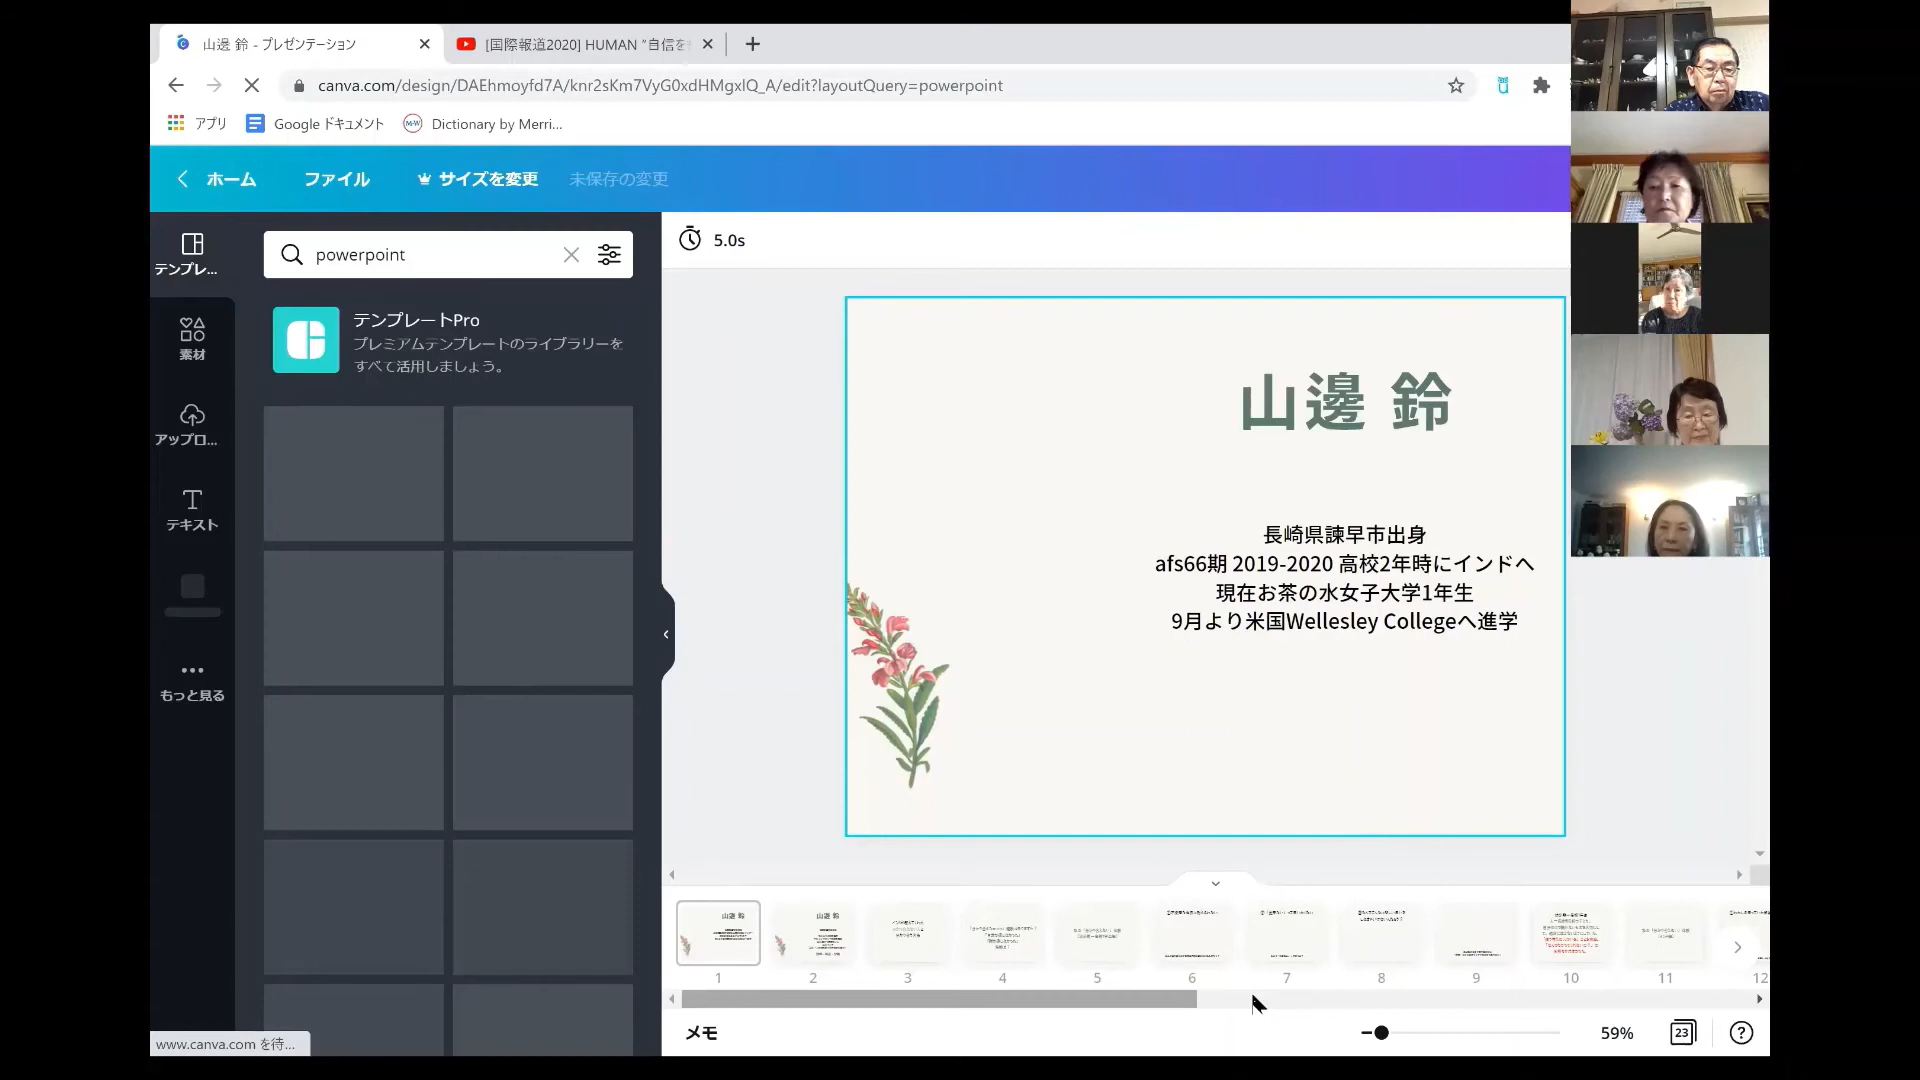 山邊 鈴 - プレゼンテーション
[国際報道2020] HUMAN "自信を
canva.com/design/DAEhmoyfd7A/knr2sKm7VyG0xdHMgxIQ_A/edit?layoutQuery=powerpoint
アプリ
Google ドキュメント
Dictionary by Merri...
ホーム
ファイル
サイズを変更
未保存の変更
テンプレ...
素材
アップロ...
テキスト
もっと見る
powerpoint
テンプレートPro
プレミアムテンプレートのライブラリーを
すべて活用しましょう。
5.0s
山邊 鈴
長崎県諫早市出身
afs66期 2019-2020 高校2年時にインドへ
現在お茶の水女子大学1年生
9月より米国Wellesley Collegeへ進学
山邊 鈴
山邊 鈴
1
2
3
4
5
6
7
8
9
10
11
12
メモ
59%
23
www.canva.com を待...